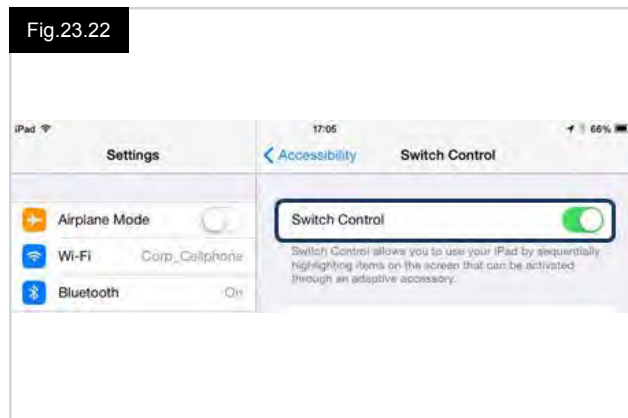 Fig.23.22
iPad 17:05 66%
Settings
Accessibility Switch Control
Airplane Mode
Switch Control
Wi-Fi Corp_Cellphone
Switch Control allows you to use your iPad by sequentially
highlighting items on the screen that can be activated
through an adaptive accessory.
Bluetooth On